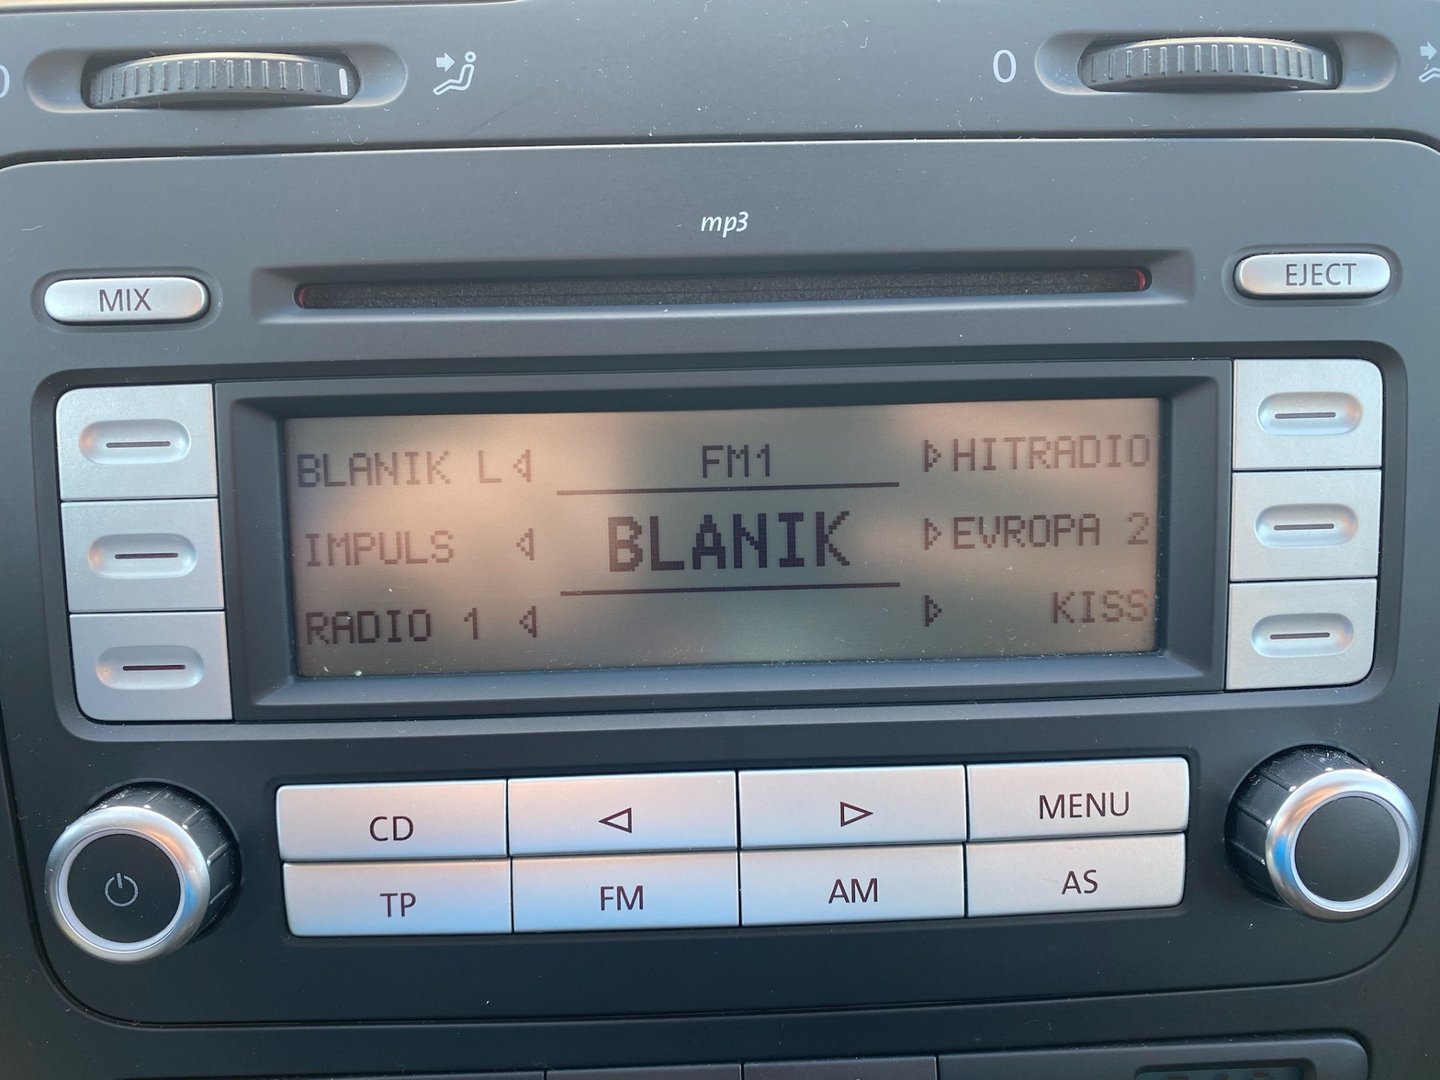 0
0
mp3
MIX
EJECT
BLANIK L
FM1
HITRADIO
IMPULS
BLANIK
EVROPA 2
RADIO 1
KISS
CD
MENU
TP
FM
AM
AS